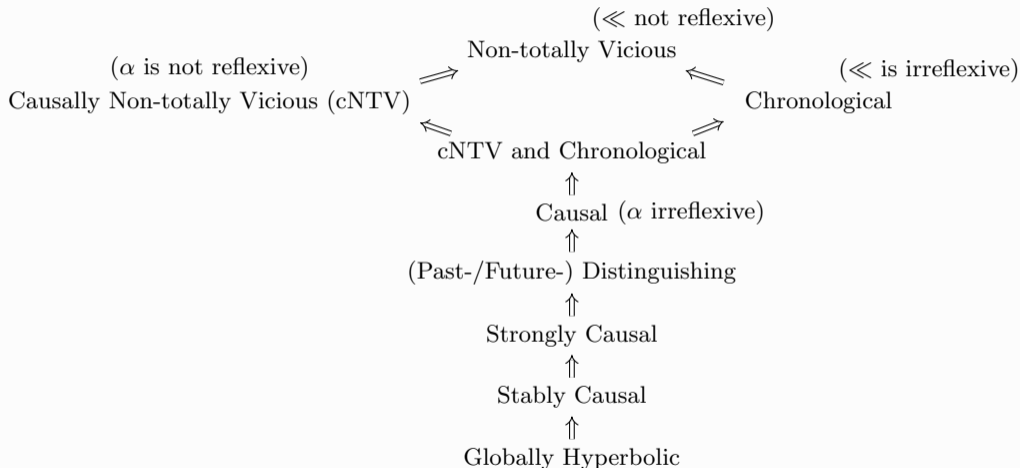 (≪ not reflexive)
Non-totally Vicious
(α is not reflexive)
(≪ is irreflexive)
Causally Non-totally Vicious (cNTV)
Chronological
cNTV and Chronological
Causal (α irreflexive)
(Past-/Future-) Distinguishing
Strongly Causal
Stably Causal
Globally Hyperbolic